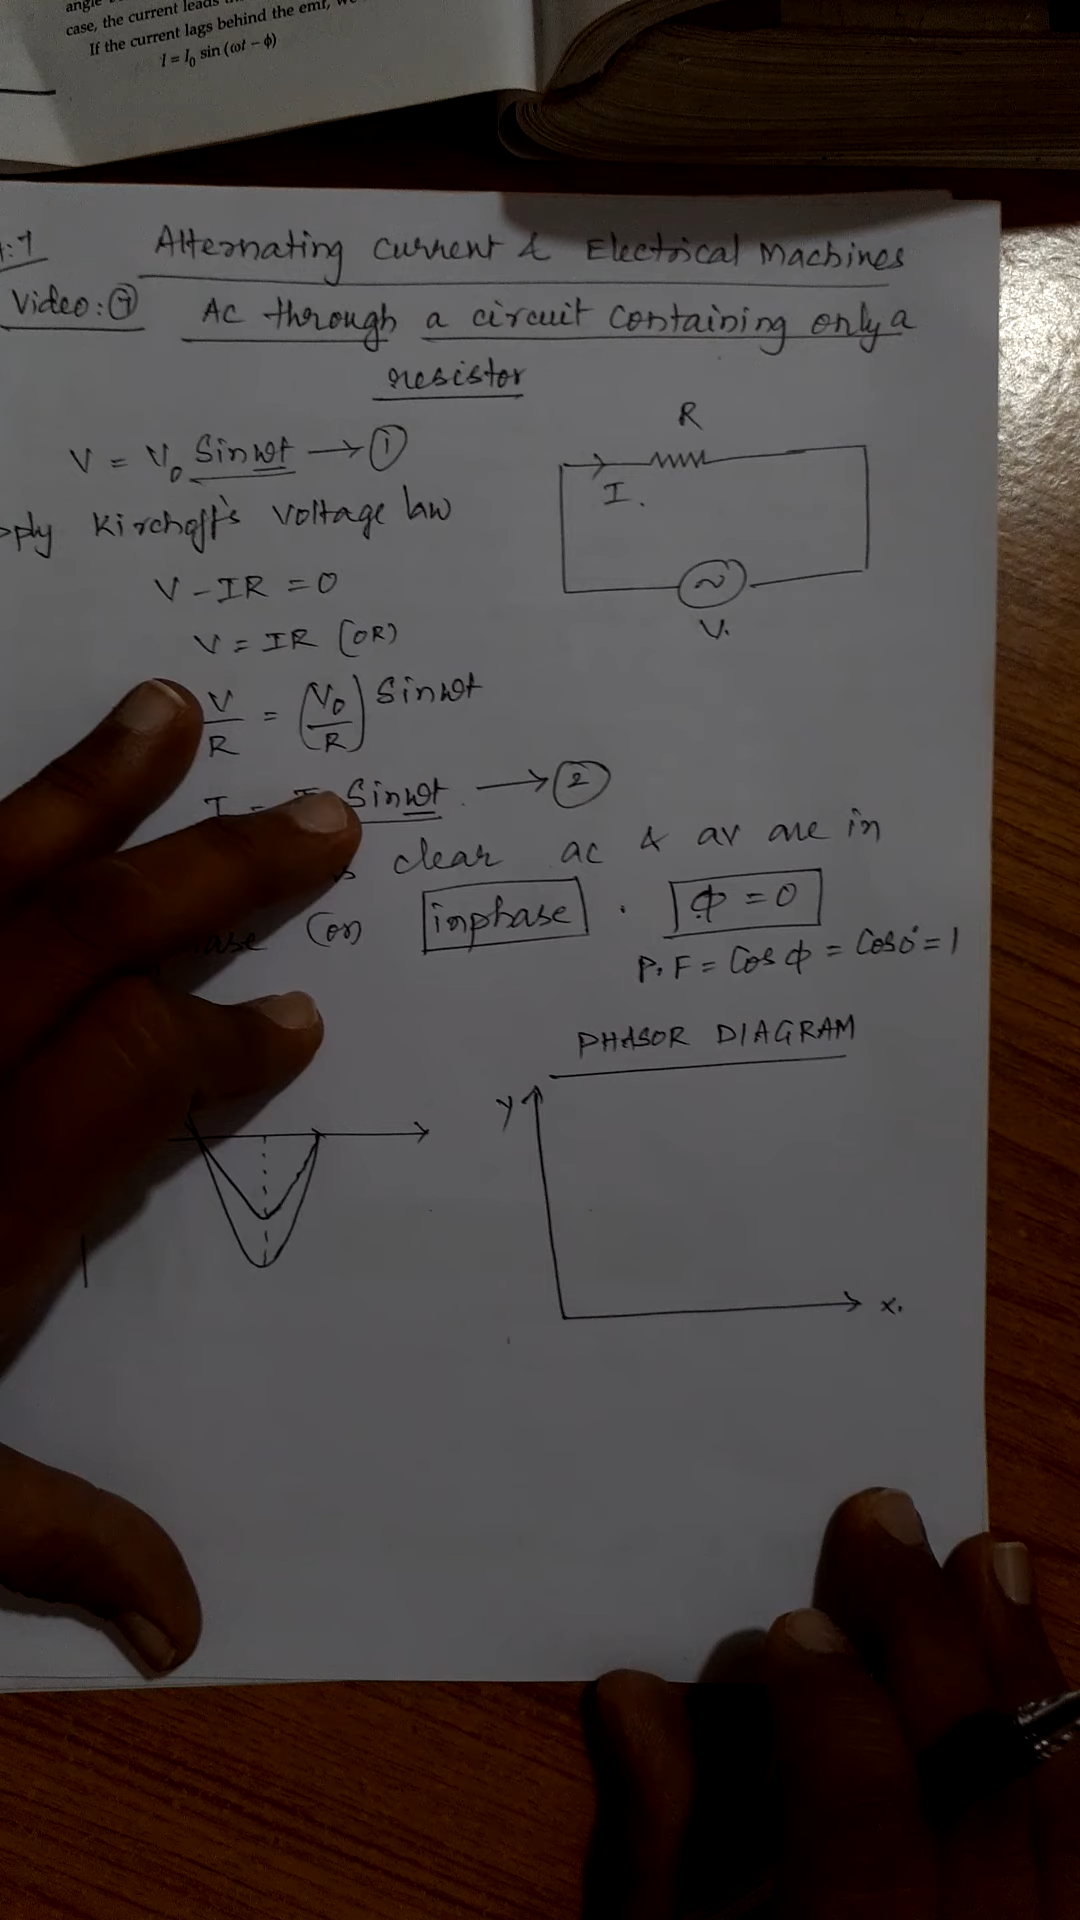 case, the current leads
If the current lags behind the emf,
I = I₀ sin (ωt – ϕ)
Alternating current & Electrical Machines
Video: AC through a circuit containing only a
resistor
R
V = V₀ Sinωt → ①
I.
Kirchoff's voltage law
V - IR = 0
V = IR (OR)
V.
V/R = (V₀/R) Sinωt
Sinωt. → ②
clear ac & av are in
(or) inphase . ϕ = 0
P.F = Cos ϕ = Cos 0° = 1
PHASOR DIAGRAM
y
x.